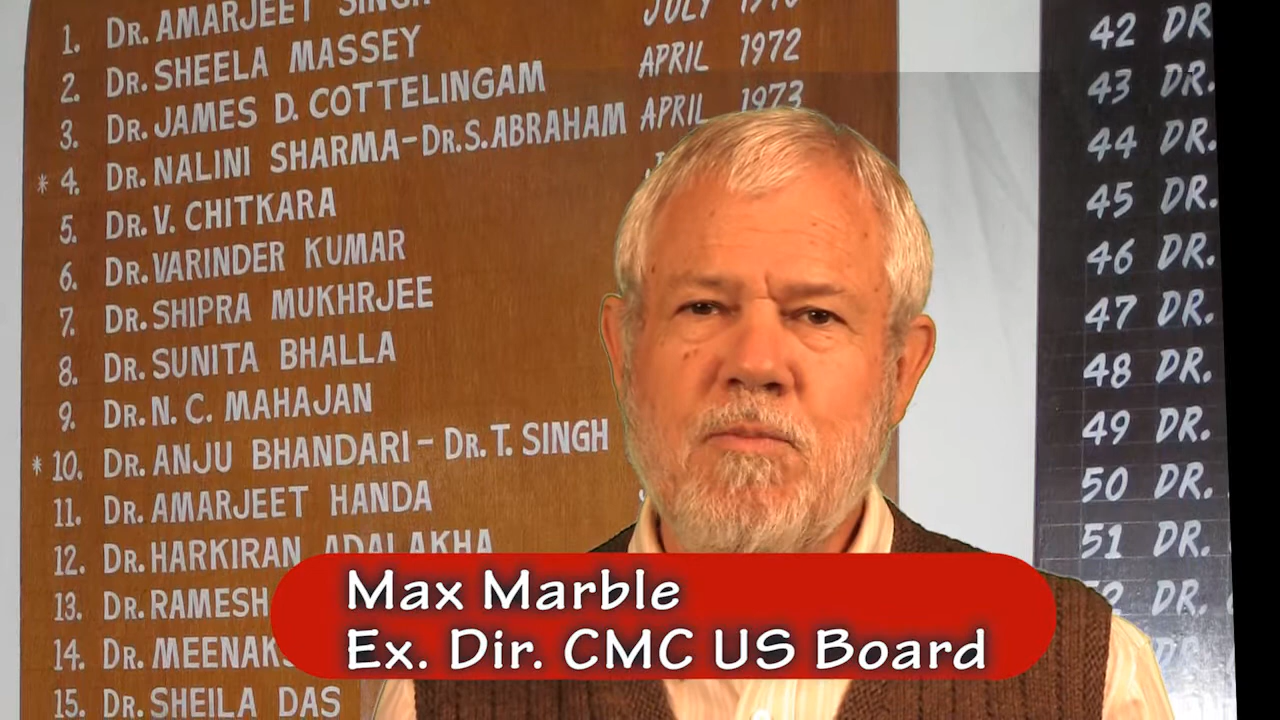 1. DR. AMARJEET SINGH JULY
2. DR. SHEELA MASSEY APRIL 1972
3. DR. JAMES D. COTTELINGAM APRIL 1973
* 4. DR. NALINI SHARMA-DR.S.ABRAHAM
5. DR. V. CHITKARA
6. DR. VARINDER KUMAR
7. DR. SHIPRA MUKHRJEE
8. DR. SUNITA BHALLA
9. DR. N. C. MAHAJAN
* 10. DR. ANJU BHANDARI - DR. T. SINGH
11. DR. AMARJEET HANDA
12. DR. HARKIRAN ADALAKHA
13. DR. RAMESH
14. DR.
15. DR. SHEILA DAS
42 DR
43 DR.
44 DR.
45 DR.
46 DR.
47 DR.
48 DR.
49 DR.
50 DR.
51 DR.
DR.
Max Marble
Ex. Dir. CMC US Board